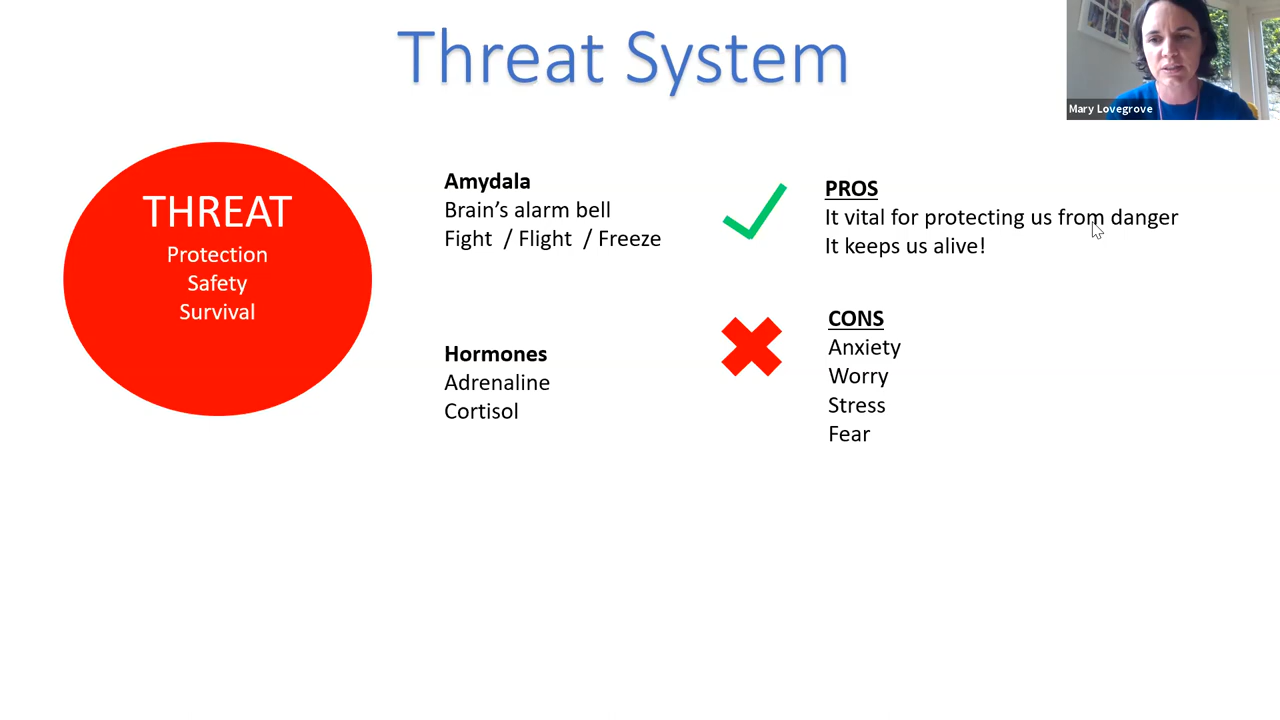 Threat System
Mary Lovegrove
THREAT
Protection
Safety
Survival
Amydala
Brain's alarm bell
Fight / Flight / Freeze
Hormones
Adrenaline
Cortisol
PROS
It vital for protecting us from danger
It keeps us alive!
CONS
Anxiety
Worry
Stress
Fear